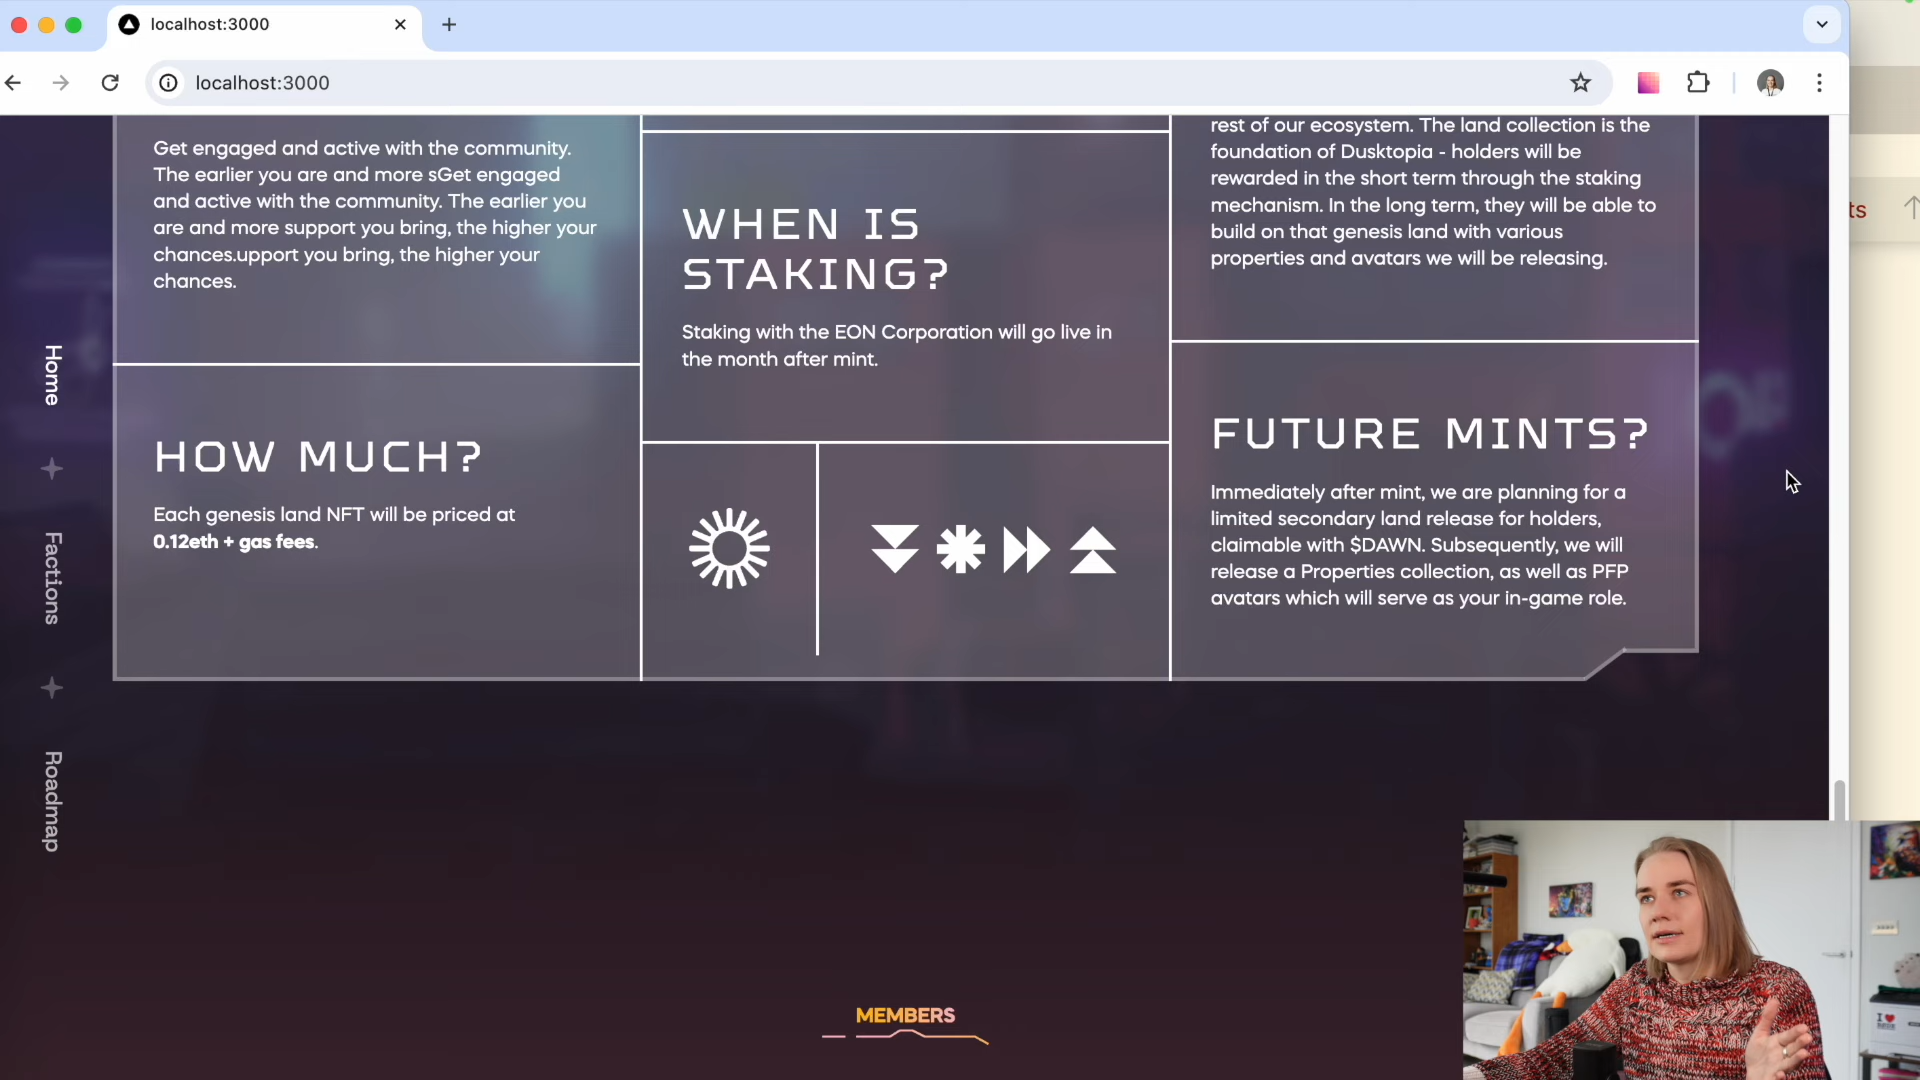 localhost:3000
localhost:3000
ts
Home
Factions
Roadmap
Get engaged and active with the community.
The earlier you are and more sGet engaged
and active with the community. The earlier you
are and more support you bring, the higher your
chances.upport you bring, the higher your
chances.
HOW MUCH?
Each genesis land NFT will be priced at
0.12eth + gas fees.
WHEN IS
STAKING?
Staking with the EON Corporation will go live in
the month after mint.
rest of our ecosystem. The land collection is the
foundation of Dusktopia - holders will be
rewarded in the short term through the staking
mechanism. In the long term, they will be able to
build on that genesis land with various
properties and avatars we will be releasing.
FUTURE MINTS?
Immediately after mint, we are planning for a
limited secondary land release for holders,
claimable with $DAWN. Subsequently, we will
release a Properties collection, as well as PFP
avatars which will serve as your in-game role.
MEMBERS